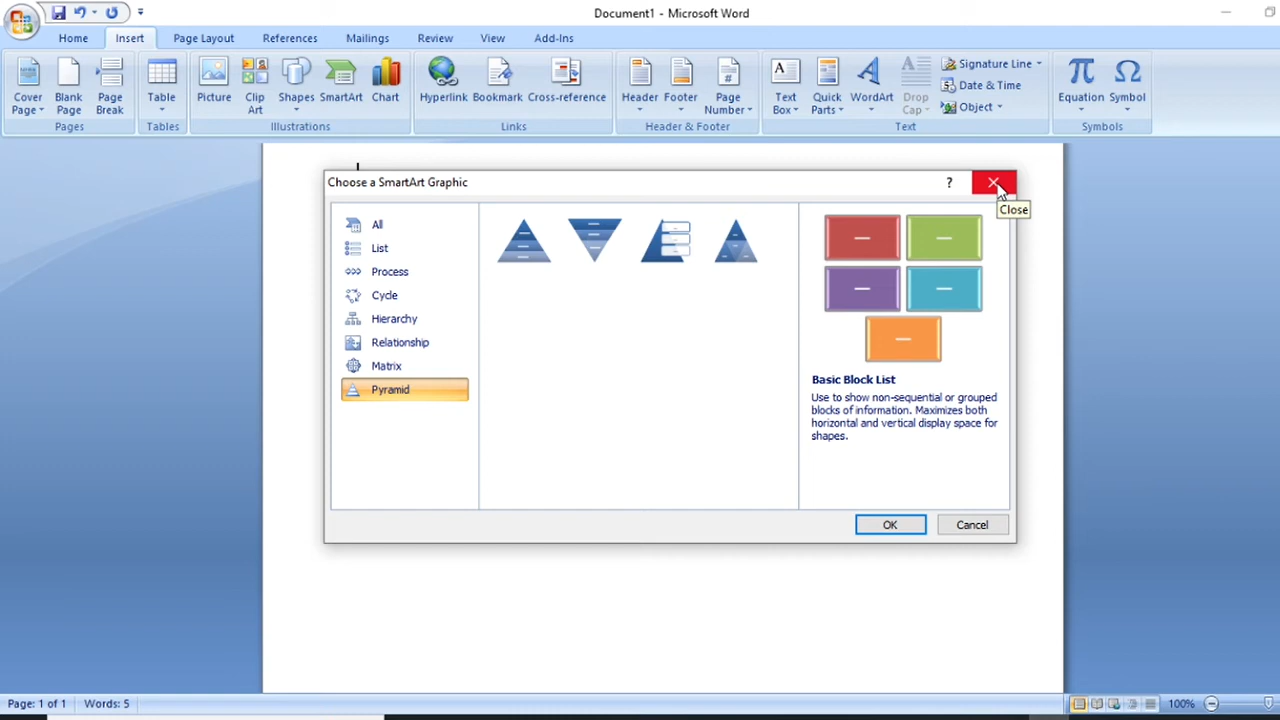 Document1 - Microsoft Word
Home Insert Page Layout References Mailings Review View Add-Ins
Cover Page
Blank Page
Page Break
Table
Picture
Clip Art
Shapes
SmartArt
Chart
Hyperlink
Bookmark
Cross-reference
Header
Footer
Page Number
Text Box
Quick Parts
WordArt
Drop Cap
Signature Line
Date & Time
Object
Equation
Symbol
Pages Tables Illustrations Links Header & Footer Text Symbols
Choose a SmartArt Graphic ?
Close
All
List
Process
Cycle
Hierarchy
Relationship
Matrix
Pyramid
Basic Block List
Use to show non-sequential or grouped
blocks of information. Maximizes both
horizontal and vertical display space for
shapes.
OK Cancel
Page: 1 of 1 Words: 5 100%